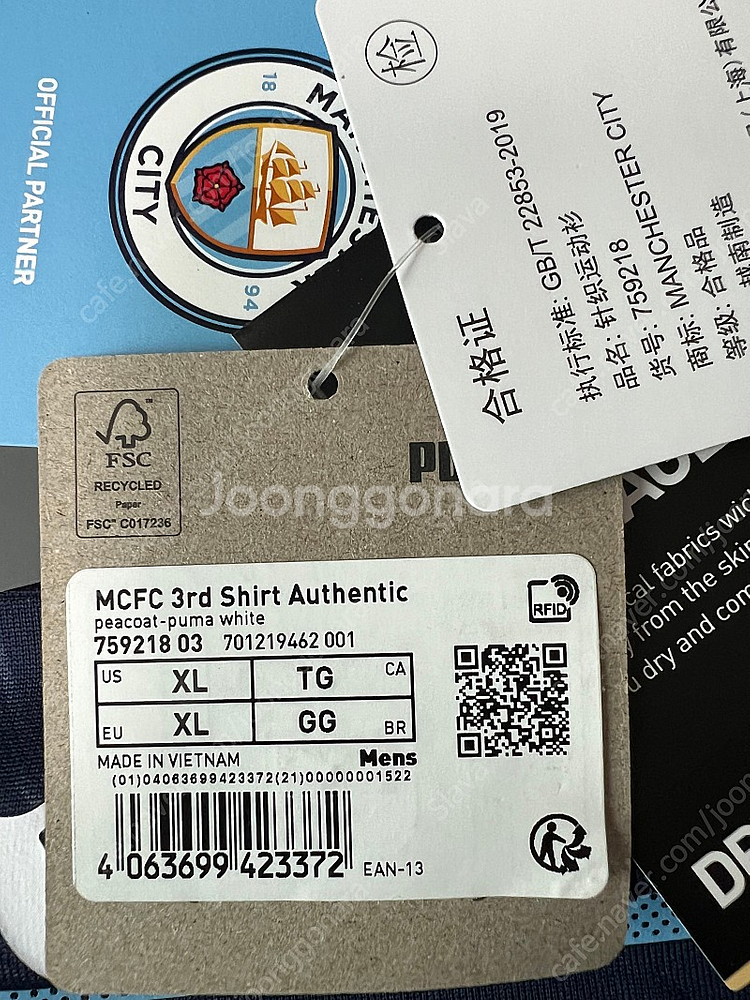 OFFICIAL PARTNER
18
CITY
94
检
合格证
执行标准: GB/T 22853-2019
品名: 针织运动衫
货号: 759218
商标: MANCHESTER CITY
等级: 合格品
越南制造
FSC™
RECYCLED
Paper
FSC™ C017236
Joonggonara
MCFC 3rd Shirt Authentic
peacoat-puma white
759218 03 701219462 001
RFID
US XL TG CA
EU XL GG BR
MADE IN VIETNAM Mens
(01)04063699423372(21)00000001522
4 063699 423372 EAN-13
fabrics
from the skin
dry and